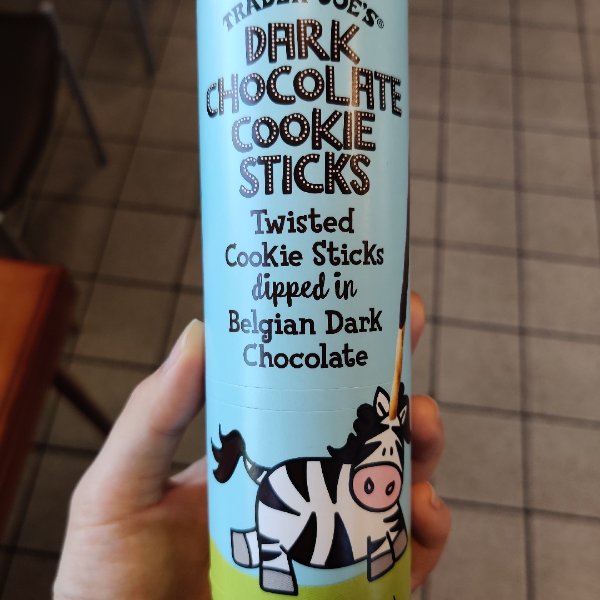 TRADER JOE'S®
DARK
CHOCOLATE
COOKIE
STICKS
Twisted
Cookie Sticks
dipped in
Belgian Dark
Chocolate